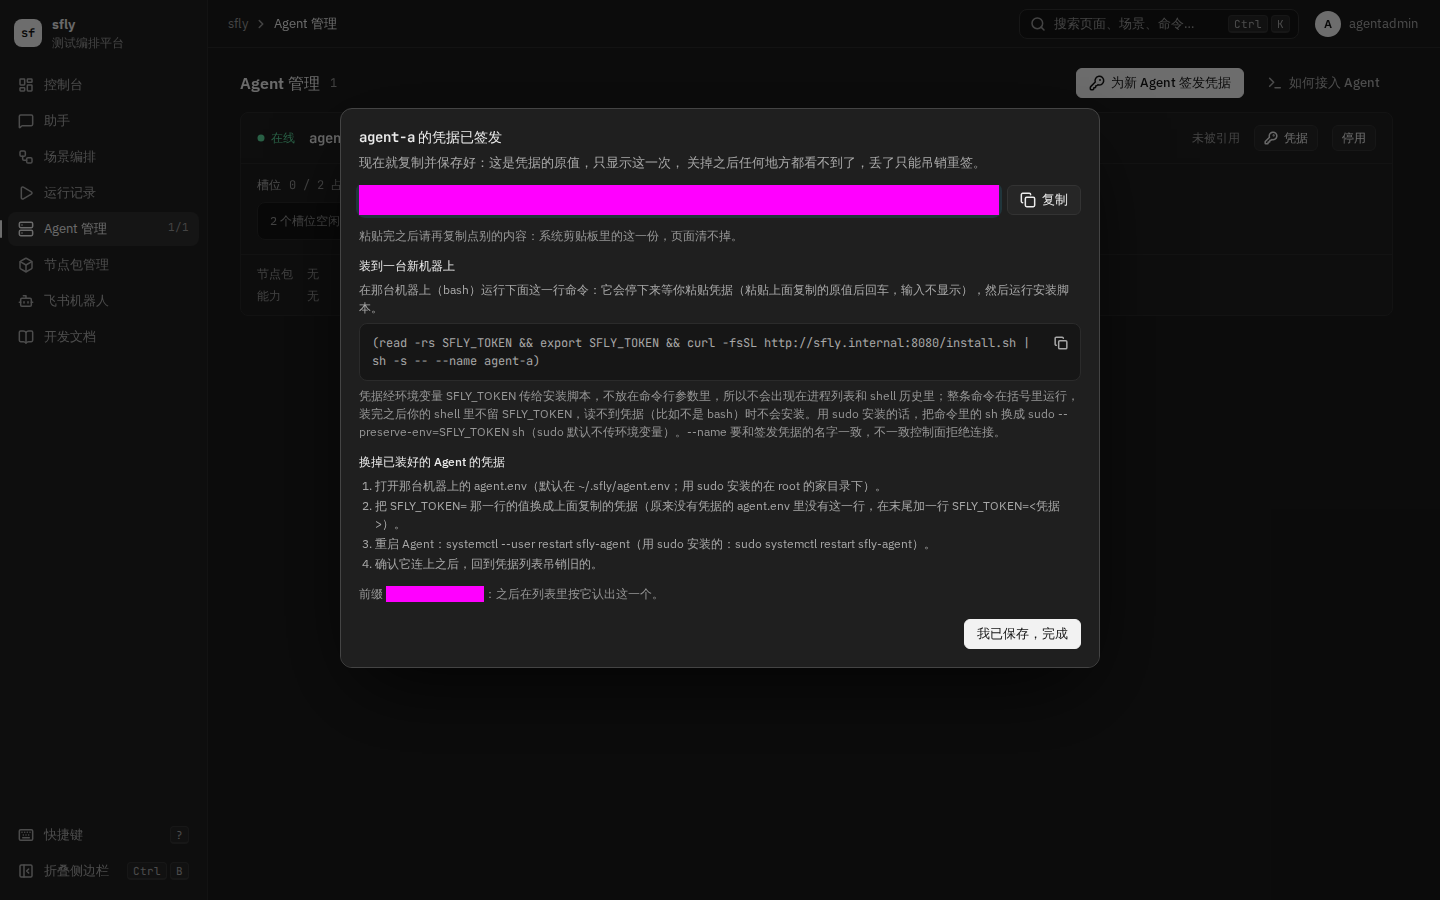 sf
sfly
测试编排平台
控制台
助手
场景编排
运行记录
Agent 管理
1/1
节点包管理
飞书机器人
开发文档
快捷键
?
折叠侧边栏
Ctrl
B
sfly > Agent 管理
搜索页面、场景、命令...
Ctrl
K
A
agentadmin
Agent 管理 1
为新 Agent 签发凭据
如何接入 Agent
在线
agen
未被引用
凭据
停用
槽位 0 / 2 占
2 个槽位空闲
节点包 无
能力 无
agent-a 的凭据已签发
现在就复制并保存好：这是凭据的原值，只显示这一次， 关掉之后任何地方都看不到了，丢了只能吊销重签。
复制
粘贴完之后请再复制点别的内容：系统剪贴板里的这一份，页面清不掉。
装到一台新机器上
在那台机器上（bash）运行下面这一行命令：它会停下来等你粘贴凭据（粘贴上面复制的原值后回车，输入不显示），然后运行安装脚
本。
(read -rs SFLY_TOKEN && export SFLY_TOKEN && curl -fsSL http://sfly.internal:8080/install.sh |
sh -s -- --name agent-a)
凭据经环境变量 SFLY_TOKEN 传给安装脚本，不放在命令行参数里，所以不会出现在进程列表和 shell 历史里；整条命令在括号里运行，
装完之后你的 shell 里不留 SFLY_TOKEN，读不到凭据（比如不是 bash）时不会安装。用 sudo 安装的话，把命令里的 sh 换成 sudo --
preserve-env=SFLY_TOKEN sh（sudo 默认不传环境变量）。--name 要和签发凭据的名字一致，不一致控制面拒绝连接。
换掉已装好的 Agent 的凭据
1. 打开那台机器上的 agent.env（默认在 ~/.sfly/agent.env；用 sudo 安装的在 root 的家目录下）。
2. 把 SFLY_TOKEN= 那一行的值换成上面复制的凭据（原来没有凭据的 agent.env 里没有这一行，在末尾加一行 SFLY_TOKEN=<凭据
>）。
3. 重启 Agent：systemctl --user restart sfly-agent（用 sudo 安装的：sudo systemctl restart sfly-agent）。
4. 确认它连上之后，回到凭据列表吊销旧的。
前缀 ：之后在列表里按它认出这一个。
我已保存，完成